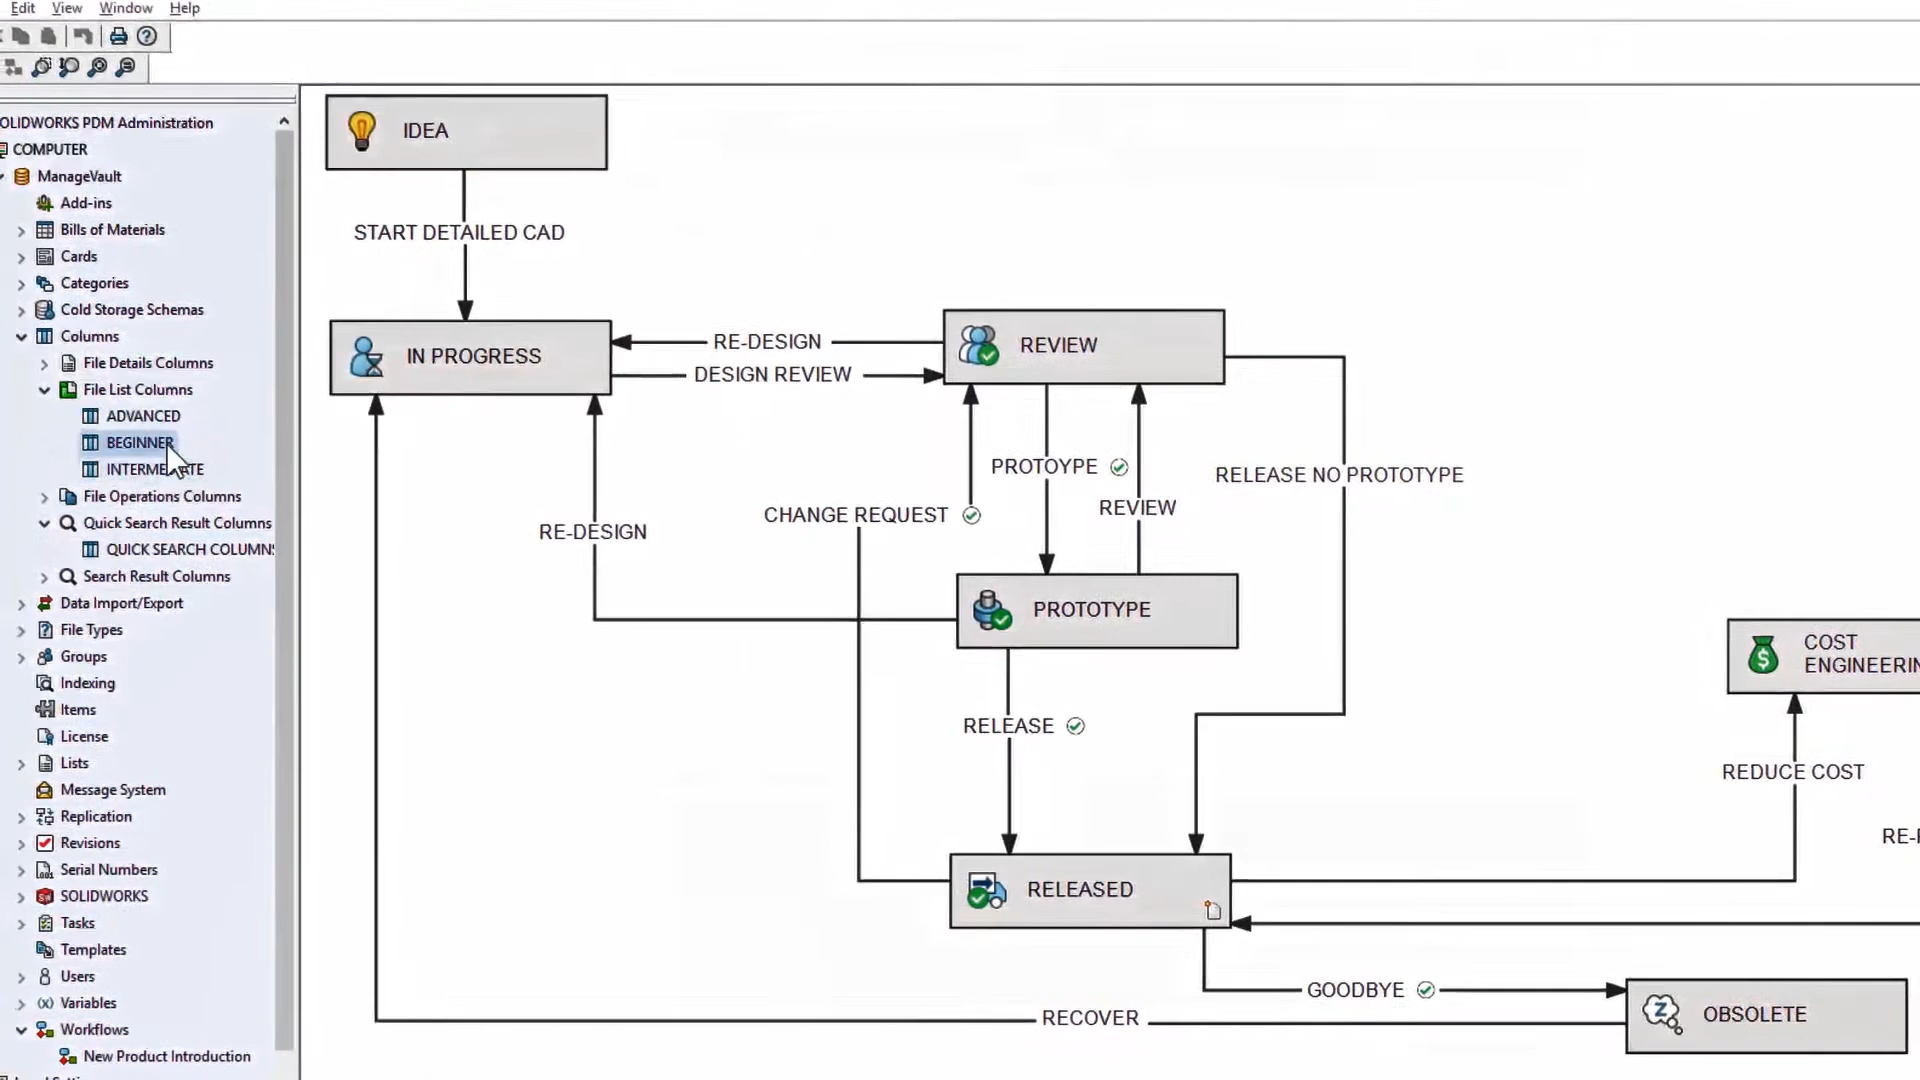 Edit View Window Help
OLIDWORKS PDM Administration
COMPUTER
ManageVault
Add-ins
Bills of Materials
Cards
Categories
Cold Storage Schemas
Columns
File Details Columns
File List Columns
ADVANCED
BEGINNER
File Operations Columns
Quick Search Result Columns
QUICK SEARCH COLUMNS
Search Result Columns
Data Import/Export
File Types
Groups
Indexing
Items
License
Lists
Message System
Replication
Revisions
Serial Numbers
SOLIDWORKS
Tasks
Templates
Users
Variables
Workflows
New Product Introduction
IDEA
START DETAILED CAD
IN PROGRESS
RE-DESIGN
DESIGN REVIEW
REVIEW
PROTOYPE
RELEASE NO PROTOTYPE
REVIEW
CHANGE REQUEST
RE-DESIGN
PROTOTYPE
COST
ENGINEERIN
RELEASE
REDUCE COST
RE-
RELEASED
GOODBYE
OBSOLETE
RECOVER